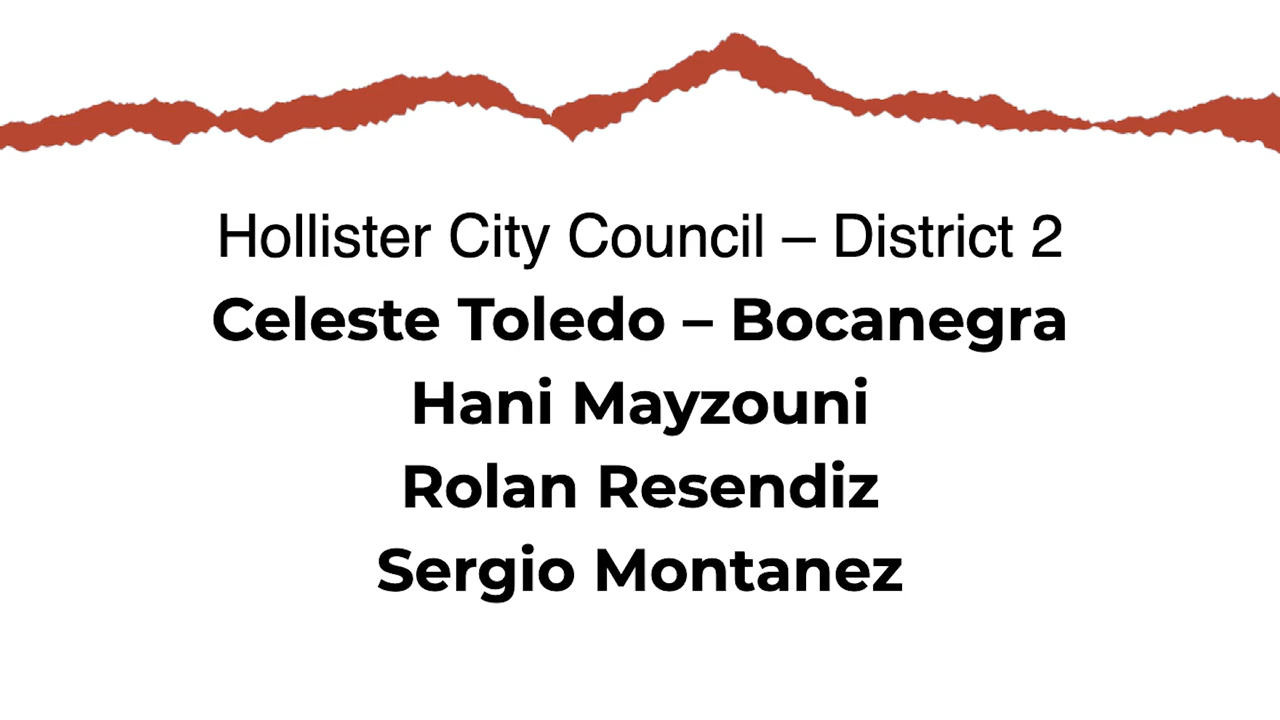 Hollister City Council – District 2
Celeste Toledo – Bocanegra
Hani Mayzouni
Rolan Resendiz
Sergio Montanez